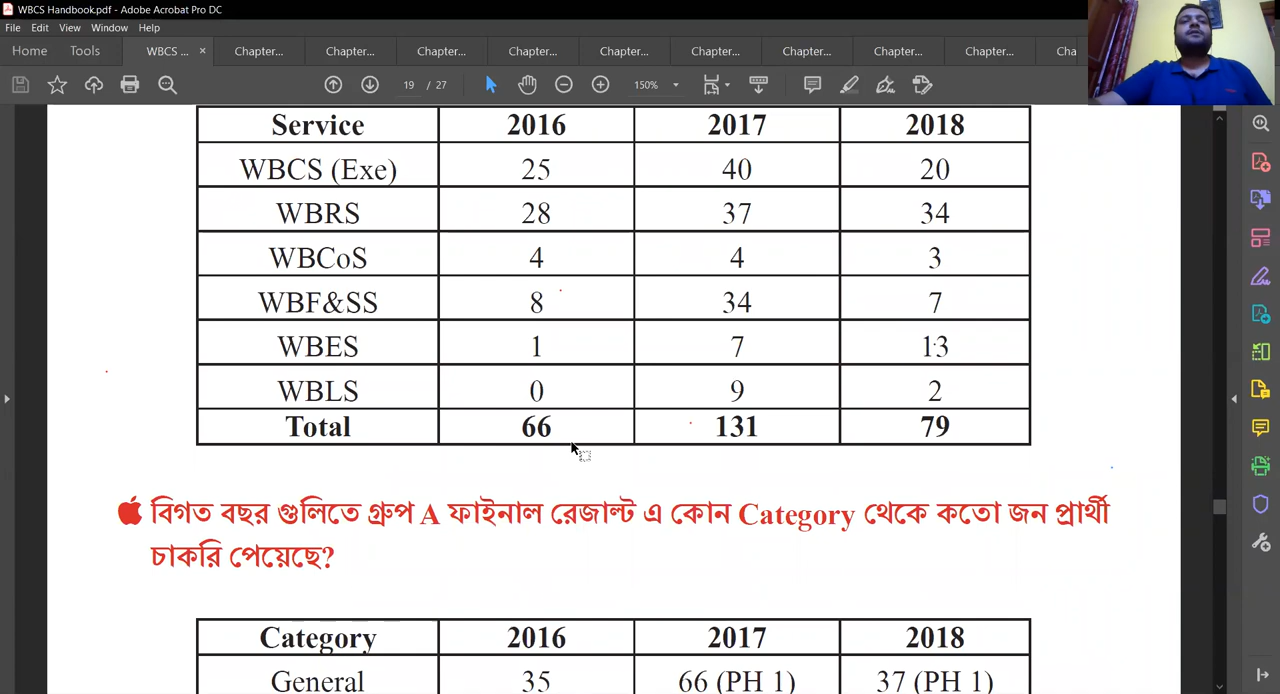 WBCS Handbook.pdf - Adobe Acrobat Pro DC
File Edit View Window Help
Home Tools WBCS ... × Chapter... Chapter... Chapter... Chapter... Chapter... Chapter... Chapter... Chapter... Chapter... Cha
19 / 27 150%
Service 2016 2017 2018
WBCS (Exe) 25 40 20
WBRS 28 37 34
WBCoS 4 4 3
WBF&SS 8 34 7
WBES 1 7 13
WBLS 0 9 2
Total 66 131 79
বিগত বছর গুলিতে গ্রুপ A ফাইনাল রেজাল্ট এ কোন Category থেকে কতো জন প্রার্থী
চাকরি পেয়েছে?
Category 2016 2017 2018
General 35 66 (PH 1) 37 (PH 1)